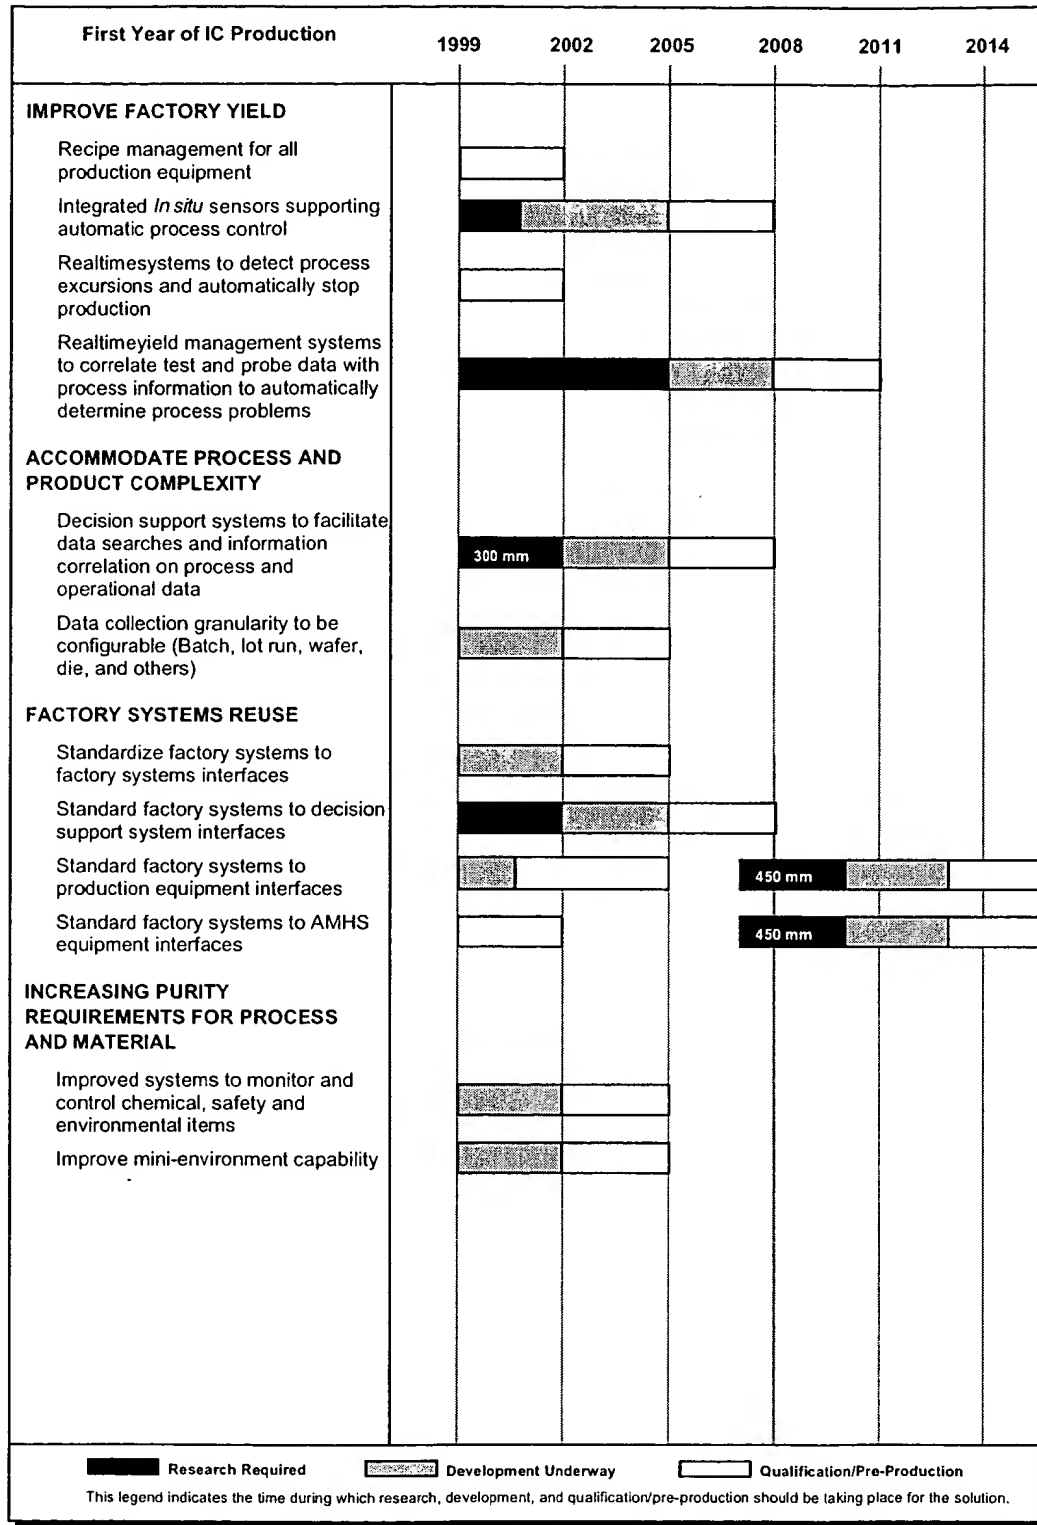 First Year of IC Production
1999 2002 2005 2008 2011 2014
IMPROVE FACTORY YIELD
Recipe management for all
production equipment
Integrated In situ sensors supporting
automatic process control
Realtimesystems to detect process
excursions and automatically stop
production
Realtimeyield management systems
to correlate test and probe data with
process information to automatically
determine process problems
ACCOMMODATE PROCESS AND
PRODUCT COMPLEXITY
Decision support systems to facilitate
data searches and information
correlation on process and
operational data
300 mm
Data collection granularity to be
configurable (Batch, lot run, wafer,
die, and others)
FACTORY SYSTEMS REUSE
Standardize factory systems to
factory systems interfaces
Standard factory systems to decision
support system interfaces
Standard factory systems to
production equipment interfaces
450 mm
Standard factory systems to AMHS
equipment interfaces
450 mm
INCREASING PURITY
REQUIREMENTS FOR PROCESS
AND MATERIAL
Improved systems to monitor and
control chemical, safety and
environmental items
Improve mini-environment capability
Research Required Development Underway Qualification/Pre-Production
This legend indicates the time during which research, development, and qualification/pre-production should be taking place for the solution.